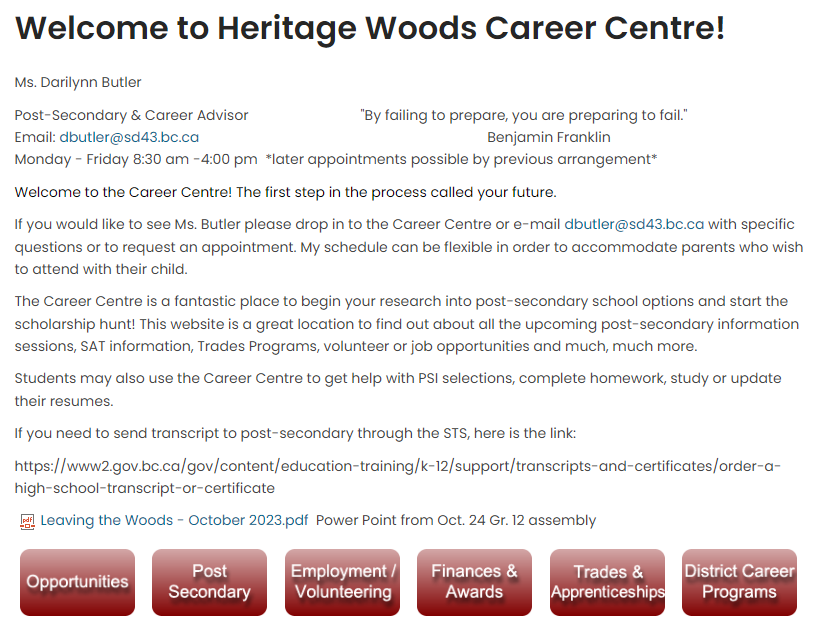 Welcome to Heritage Woods Career Centre!
Ms. Darilynn Butler
Post-Secondary & Career Advisor "By failing to prepare, you are preparing to fail."
Email: dbutler@sd43.bc.ca Benjamin Franklin
Monday - Friday 8:30 am -4:00 pm *later appointments possible by previous arrangement*
Welcome to the Career Centre! The first step in the process called your future.
If you would like to see Ms. Butler please drop in to the Career Centre or e-mail dbutler@sd43.bc.ca with specific
questions or to request an appointment. My schedule can be flexible in order to accommodate parents who wish
to attend with their child.
The Career Centre is a fantastic place to begin your research into post-secondary school options and start the
scholarship hunt! This website is a great location to find out about all the upcoming post-secondary information
sessions, SAT information, Trades Programs, volunteer or job opportunities and much, much more.
Students may also use the Career Centre to get help with PSI selections, complete homework, study or update
their resumes.
If you need to send transcript to post-secondary through the STS, here is the link:
https://www2.gov.bc.ca/gov/content/education-training/k-12/support/transcripts-and-certificates/order-a-
high-school-transcript-or-certificate
Leaving the Woods - October 2023.pdf Power Point from Oct. 24 Gr. 12 assembly
Opportunities
Post
Secondary
Employment /
Volunteering
Finances &
Awards
Trades &
Apprenticeships
District Career
Programs